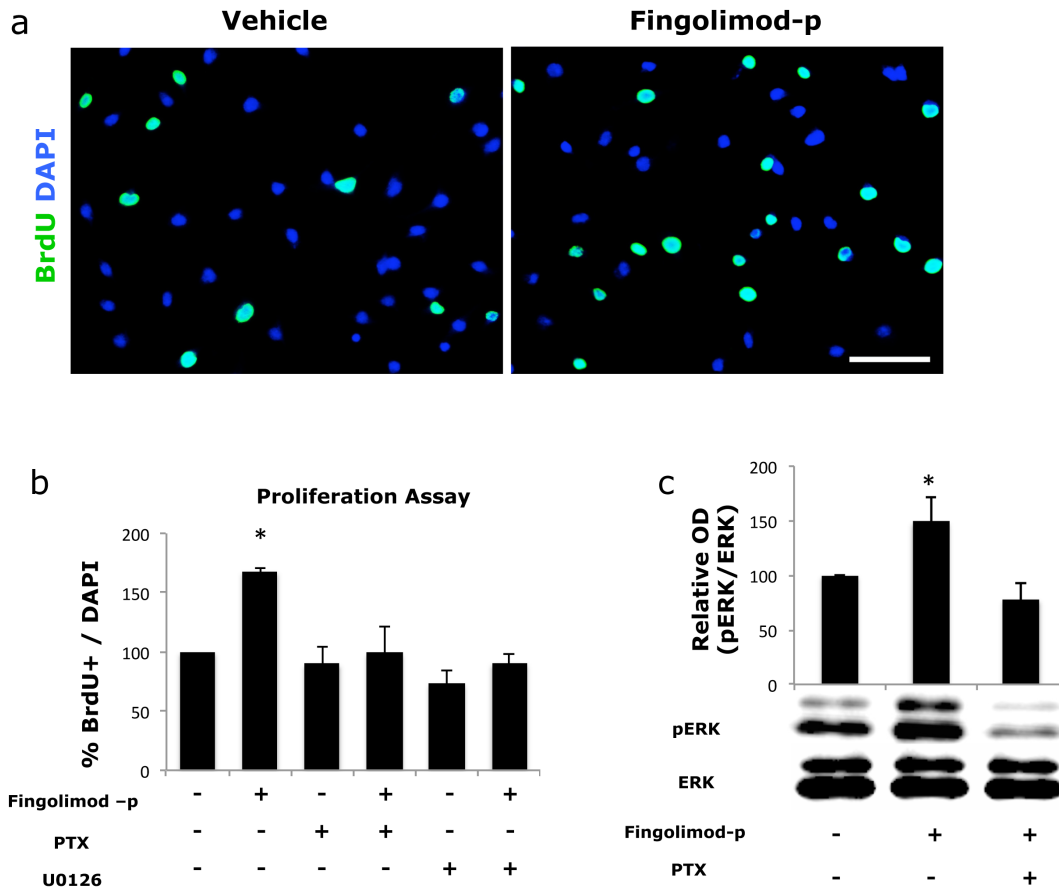 a
Vehicle
Fingolimod-p
BrdU DAPI
b
Proliferation Assay
% BrdU+ / DAPI
200
150
100
50
0
Fingolimod –p - + - + - +
PTX - - + + - -
U0126 - - - - + +
c
Relative OD
(pERK/ERK)
200
150
100
50
0
pERK
ERK
Fingolimod-p - + +
PTX - - +
*
*